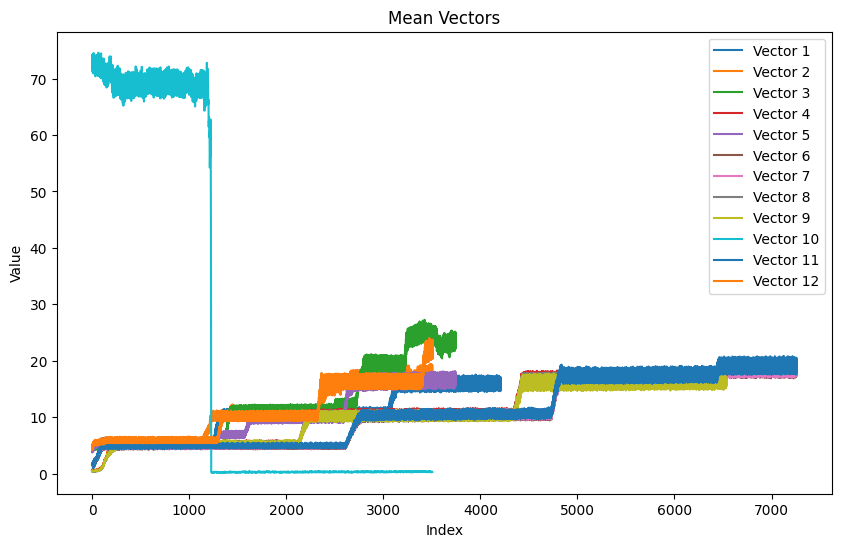 Mean Vectors
Value
70
60
50
40
30
20
10
0
0 1000 2000 3000 4000 5000 6000 7000
Index
Vector 1
Vector 2
Vector 3
Vector 4
Vector 5
Vector 6
Vector 7
Vector 8
Vector 9
Vector 10
Vector 11
Vector 12